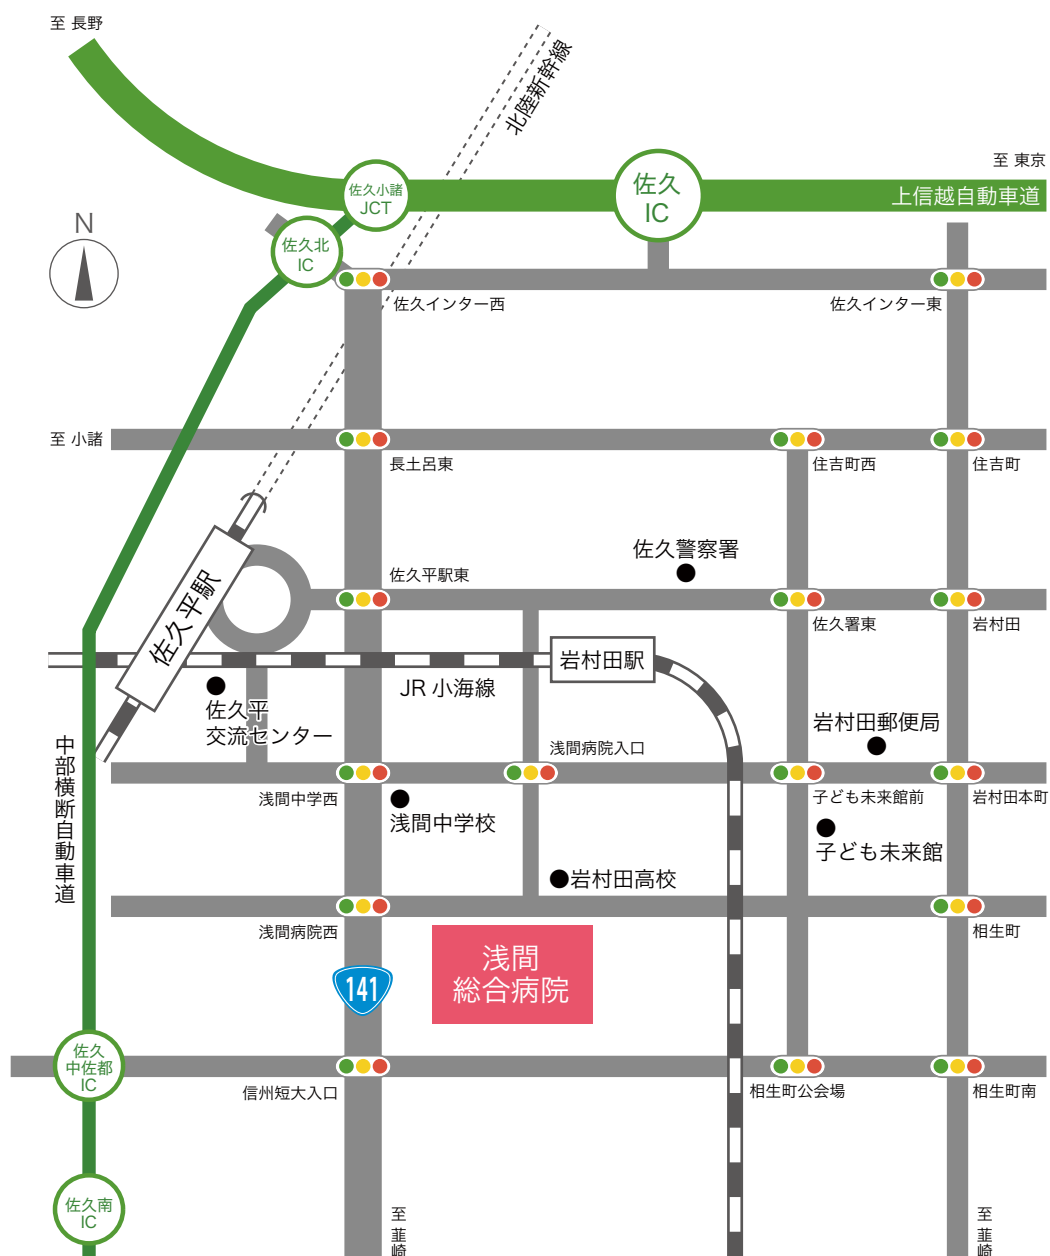 至 長野
北陸新幹線
至 東京
佐久小諸
JCT
佐久
IC
上信越自動車道
N
佐久北
IC
佐久インター西
佐久インター東
至 小諸
長土呂東
住吉町西
住吉町
佐久警察署
佐久平駅東
佐久署東
岩村田
佐久平駅
岩村田駅
JR 小海線
佐久平
交流センター
岩村田郵便局
中部横断自動車道
浅間病院入口
浅間中学西
子ども未来館前
岩村田本町
浅間中学校
子ども未来館
岩村田高校
浅間病院西
相生町
浅間
総合病院
141
佐久
中佐都
IC
信州短大入口
相生町公会場
相生町南
佐久南
IC
至 韮崎
至 韮崎